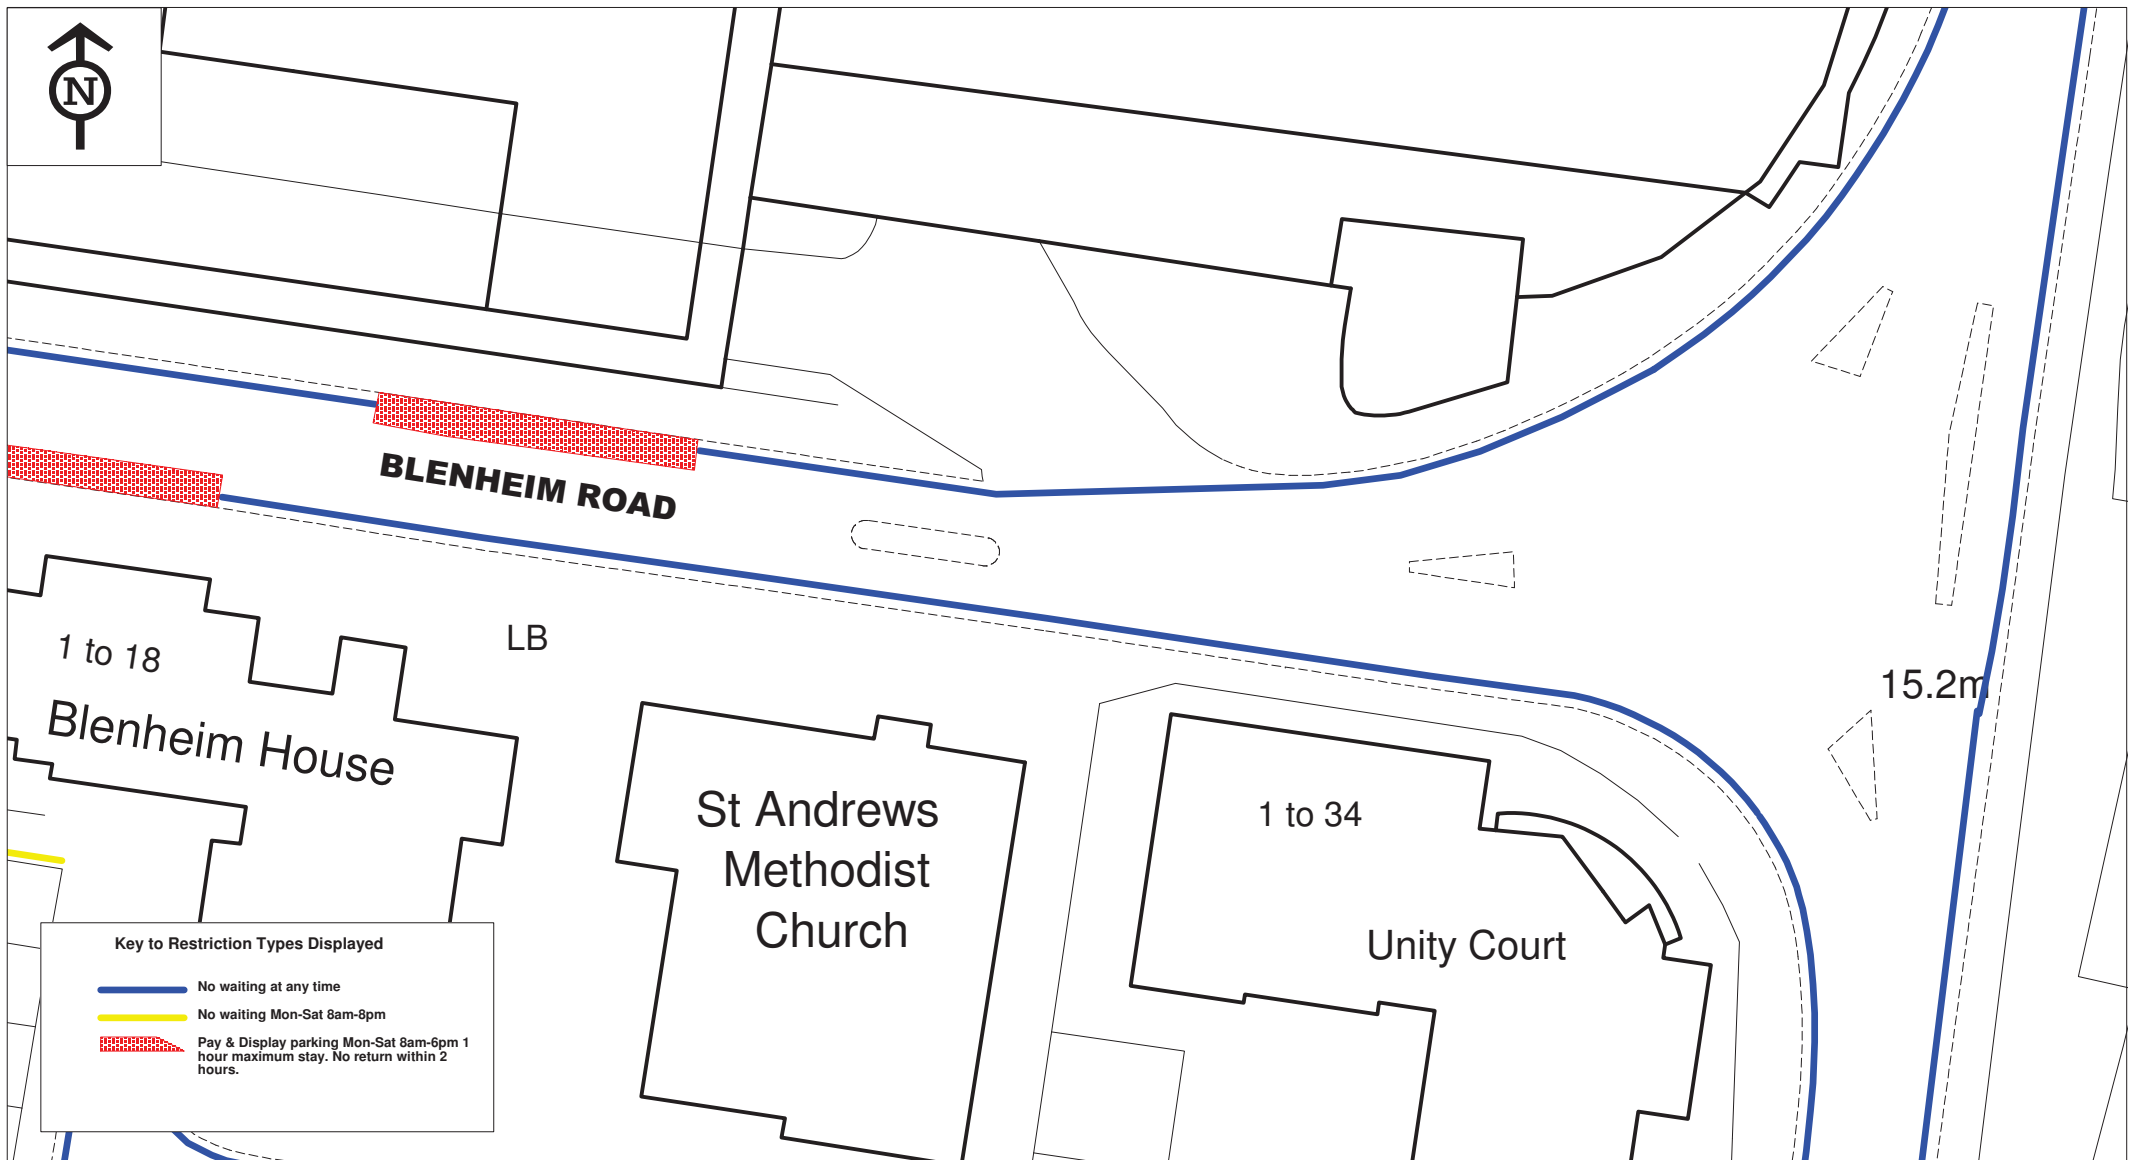 N
BLENHEIM ROAD
LB
1 to 18
Blenheim House
15.2m
St Andrews
Methodist
Church
1 to 34
Unity Court
Key to Restriction Types Displayed
No waiting at any time
No waiting Mon-Sat 8am-8pm
Pay & Display parking Mon-Sat 8am-6pm 1
hour maximum stay. No return within 2
hours.